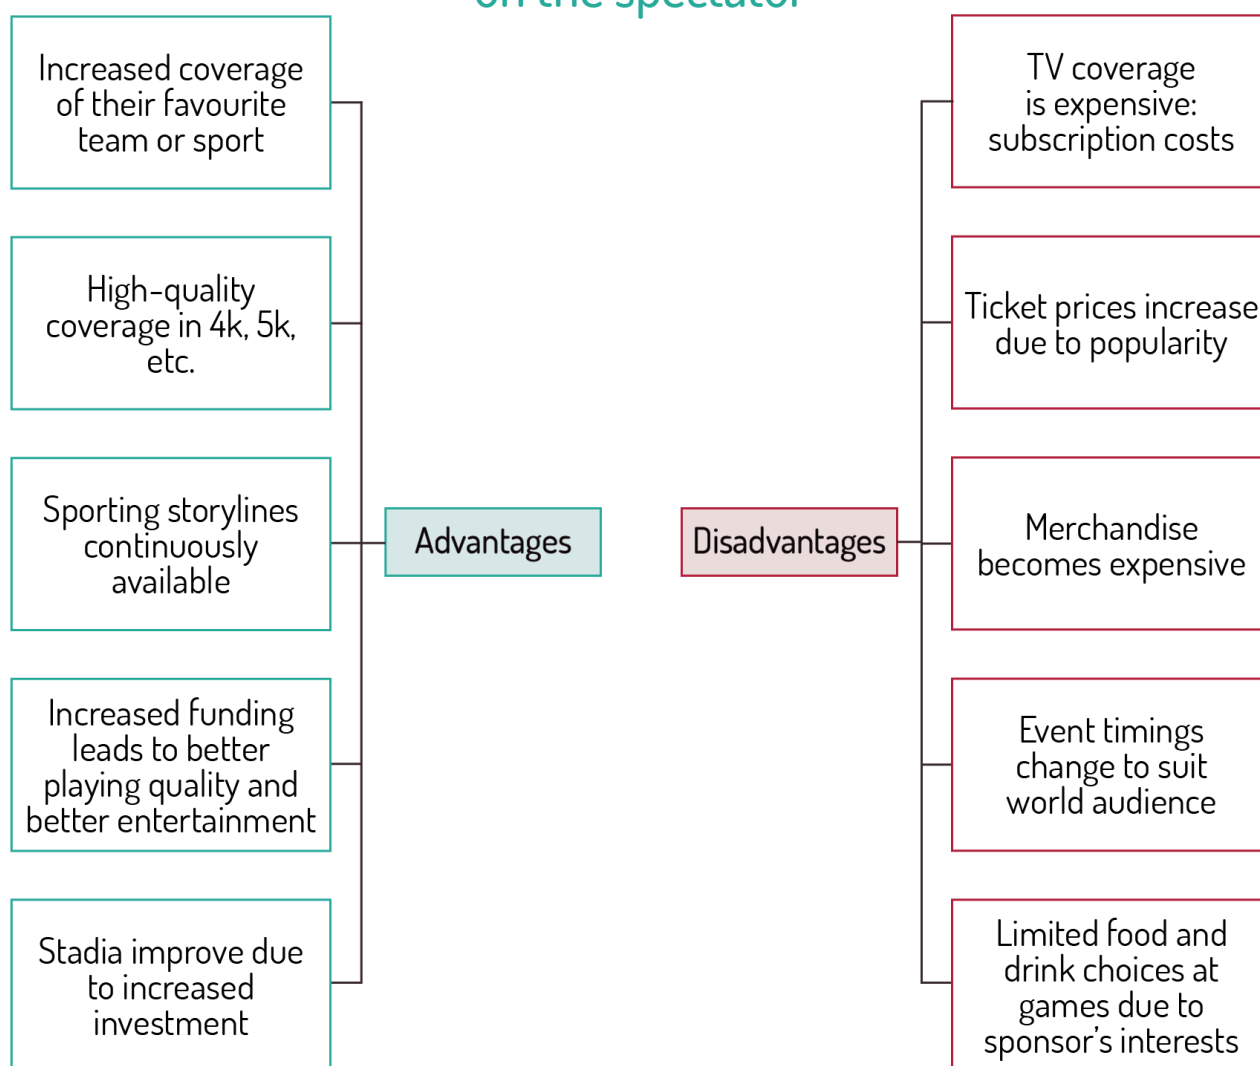 on the spectator
Increased coverage
of their favourite
team or sport
High-quality
coverage in 4k, 5k,
etc.
Sporting storylines
continuously
available
Increased funding
leads to better
playing quality and
better entertainment
Stadia improve due
to increased
investment
Advantages
Disadvantages
TV coverage
is expensive:
subscription costs
Ticket prices increase
due to popularity
Merchandise
becomes expensive
Event timings
change to suit
world audience
Limited food and
drink choices at
games due to
sponsor's interests